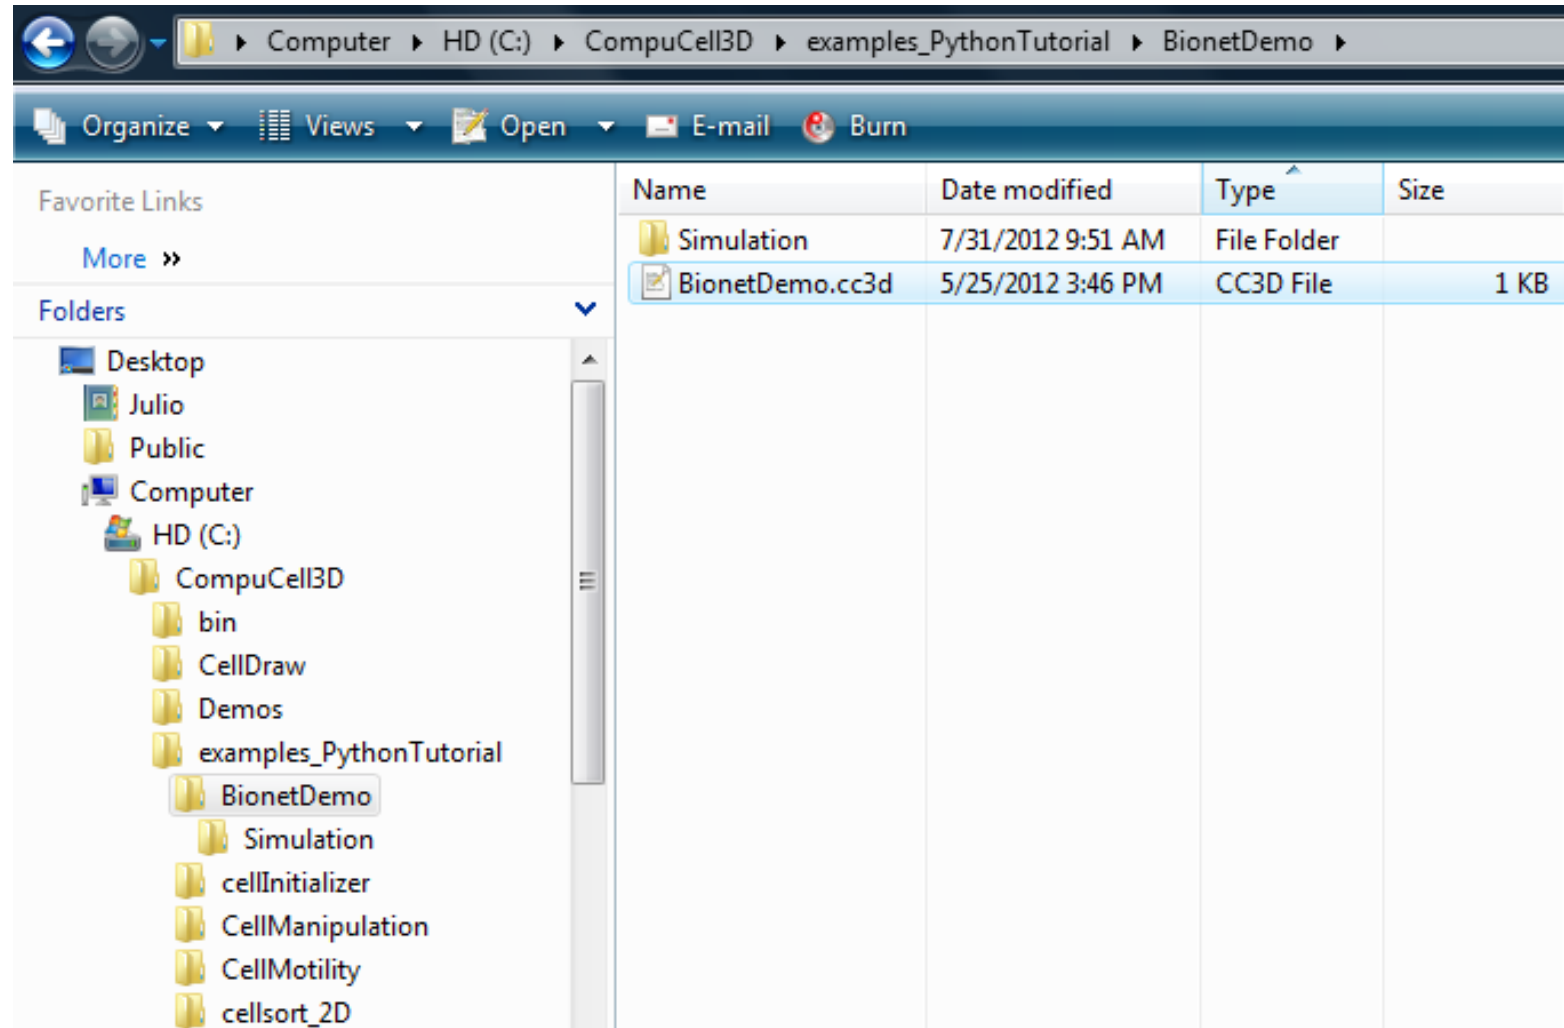 Computer HD (C:) CompuCell3D examples_PythonTutorial BionetDemo
Organize Views Open E-mail Burn
Favorite Links
More »
Folders
Desktop
Julio
Public
Computer
HD (C:)
CompuCell3D
bin
CellDraw
Demos
examples_PythonTutorial
BionetDemo
Simulation
cellInitializer
CellManipulation
CellMotility
cellsort_2D
Name Date modified Type Size
Simulation 7/31/2012 9:51 AM File Folder
BionetDemo.cc3d 5/25/2012 3:46 PM CC3D File 1 KB